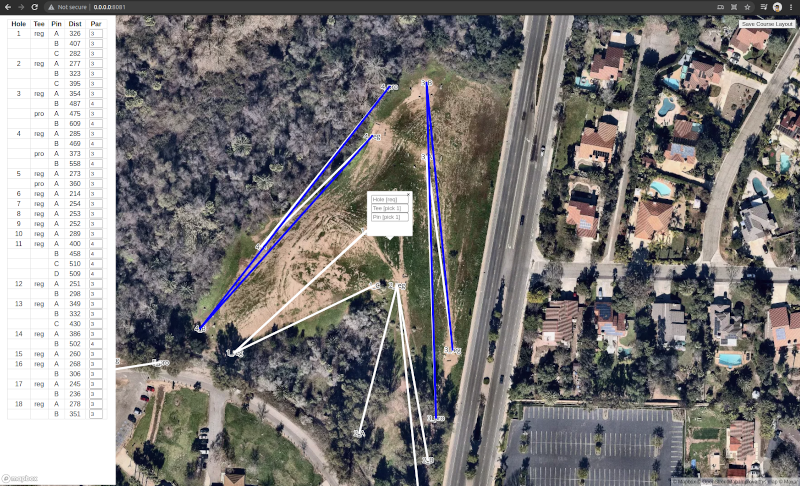 Not secure | 0.0.0.0:8081
Save Course Layout
Hole Tee Pin Dist Par
1 reg A 326 3
B 407 3
C 282 3
2 reg A 277 3
B 323 3
C 395 3
3 reg A 354 3
B 487 4
pro A 475 3
B 609 4
4 reg A 285 3
B 469 4
pro A 373 3
B 558 4
5 reg A 273 3
pro A 360 3
6 reg A 214 3
7 reg A 254 3
8 reg A 253 3
9 reg A 252 3
10 reg A 289 3
11 reg A 400 4
B 458 4
C 510 4
D 509 4
12 reg A 251 3
B 298 3
13 reg A 349 3
B 332 3
C 430 3
14 reg A 386 3
B 502 4
15 reg A 260 3
16 reg A 268 3
B 306 3
17 reg A 245 3
B 236 3
18 reg A 278 3
B 351 3
Hole [reg]
Tee [pick 1]
Pin [pick 1]
mapbox